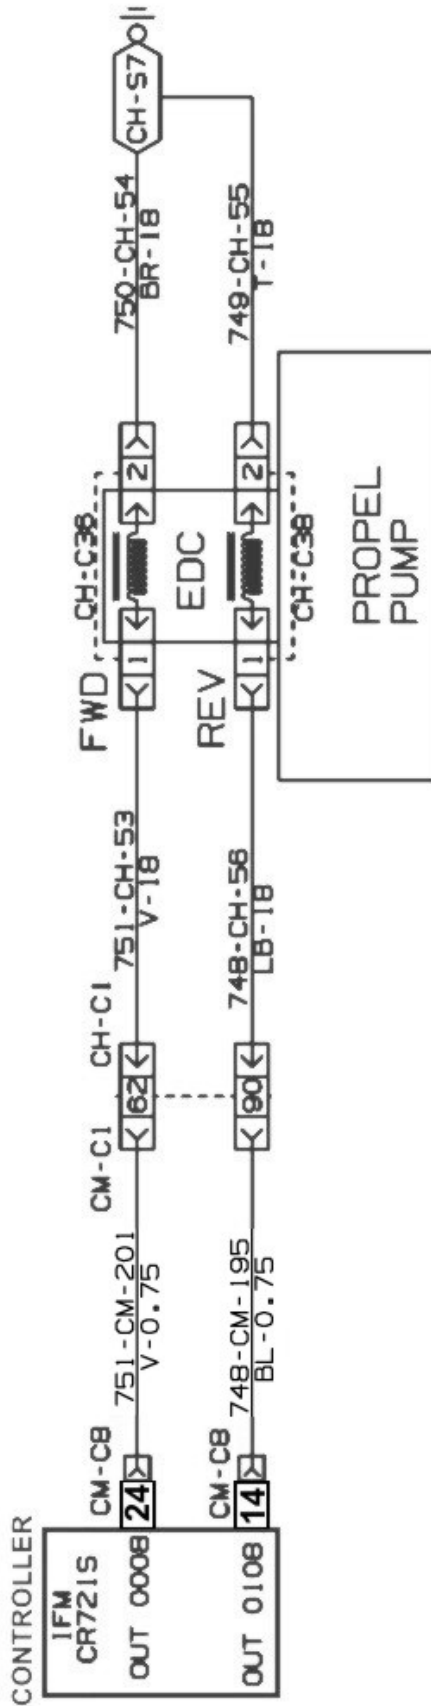 CONTROLLER
IFM
CR721S
OUT 0008
OUT 0108
CM-C8
24
CM-C8
14
751-CM-201
V-0.75
748-CM-195
BL-0.75
CM-C1
CH-C1
62
90
751-CH-53
V-18
748-CH-56
LB-18
FWD
REV
1
1
CH-C36
EDC
CH-C38
2
2
PROPEL
PUMP
750-CH-54
BR-18
749-CH-55
T-18
CH-S7